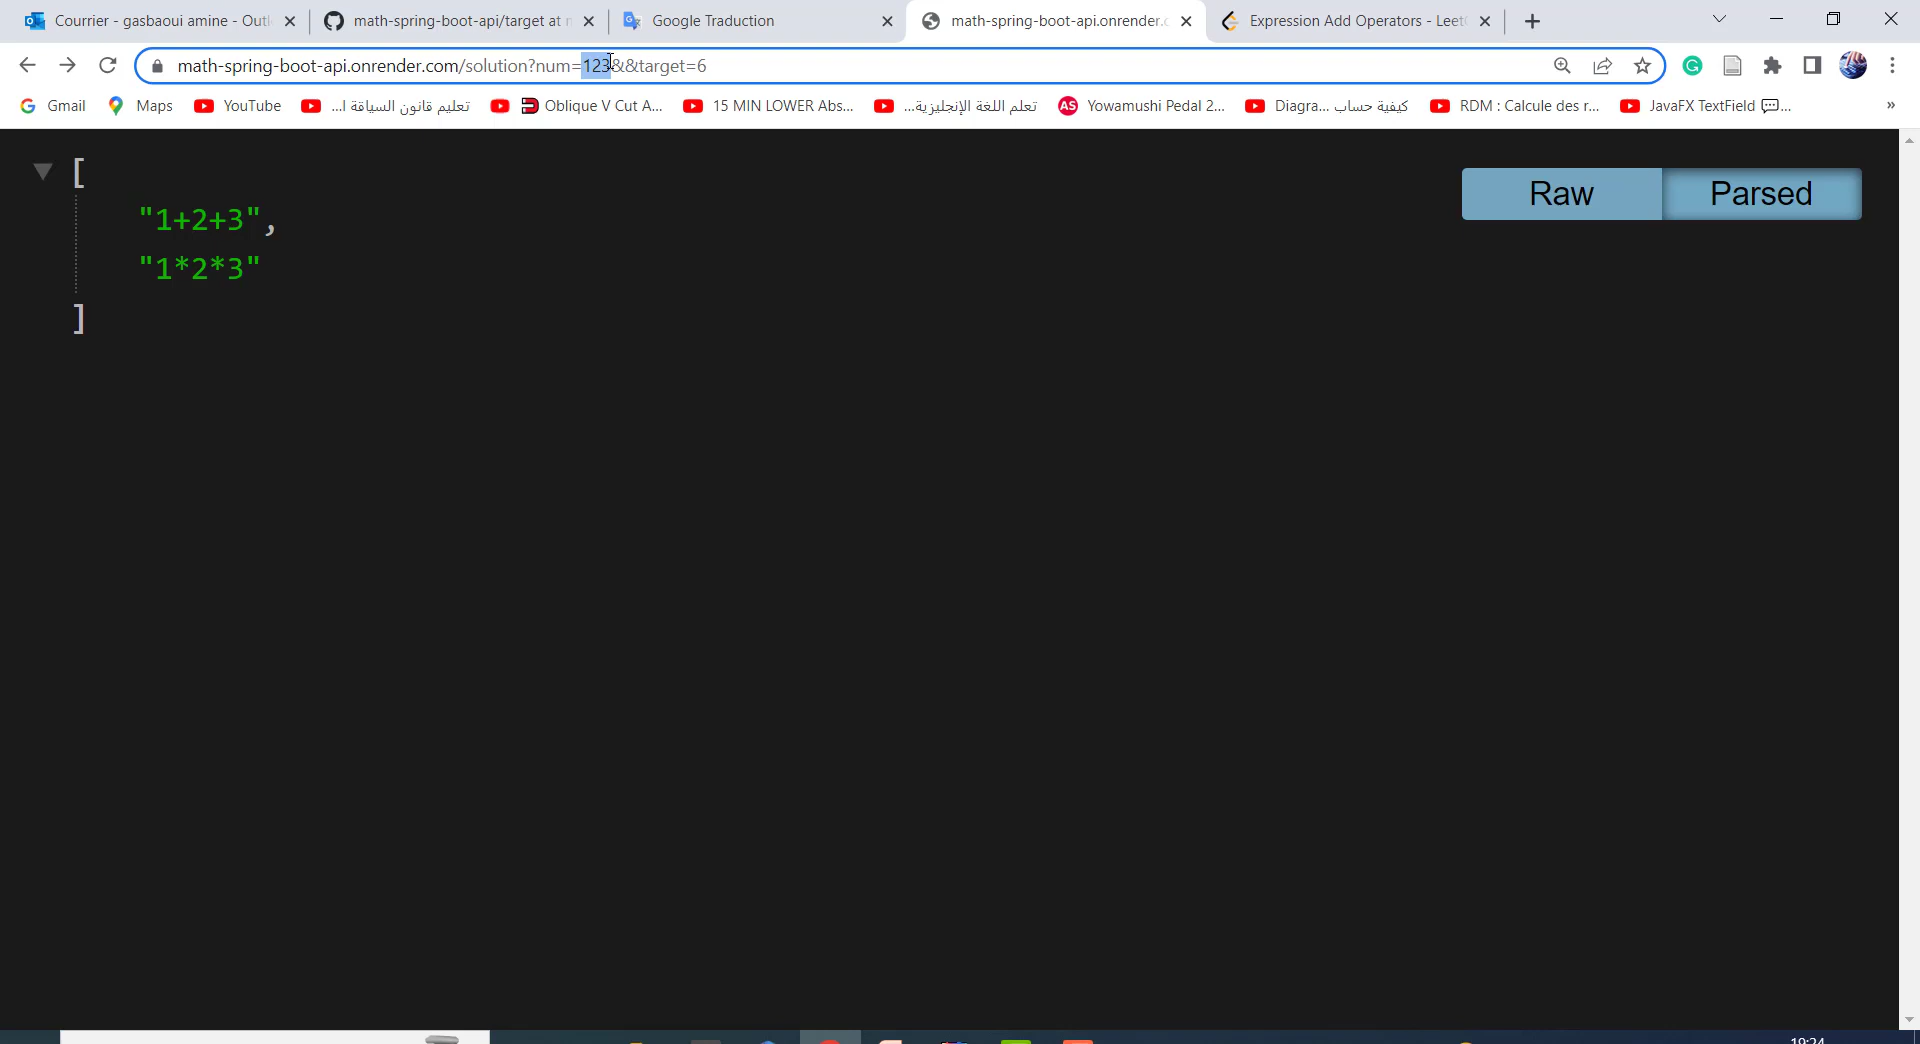 Courrier - gasbaoui amine - Outl
math-spring-boot-api/target at
Google Traduction
math-spring-boot-api.onrender.
Expression Add Operators - Leet
math-spring-boot-api.onrender.com/solution?num=123&&target=6
Gmail
Maps
YouTube
تعليم قانون السياقة ا...
Oblique V Cut A...
15 MIN LOWER Abs...
تعلم اللغة الإنجليزية...
AS
Yowamushi Pedal 2...
كيفية حساب ...Diagra
RDM : Calcule des r...
JavaFX TextField 💬...
»
[
"1+2+3",
"1*2*3"
]
Raw
Parsed
19:24